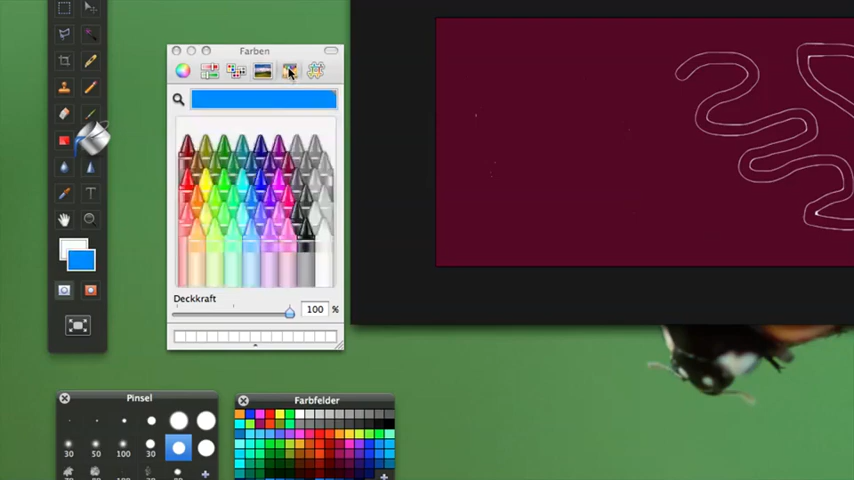 Farben
Deckkraft
100 %
Pinsel
Farbfelder
30 50 100 30